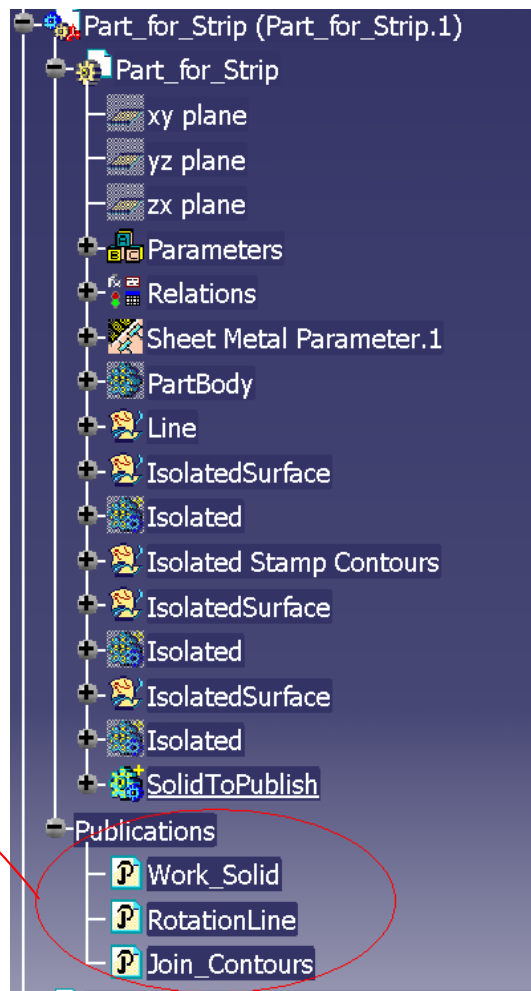 Part_for_Strip (Part_for_Strip.1)
Part_for_Strip
xy plane
yz plane
zx plane
Parameters
Relations
Sheet Metal Parameter.1
PartBody
Line
IsolatedSurface
Isolated
Isolated Stamp Contours
IsolatedSurface
Isolated
IsolatedSurface
Isolated
SolidToPublish
Publications
Work_Solid
RotationLine
Join_Contours